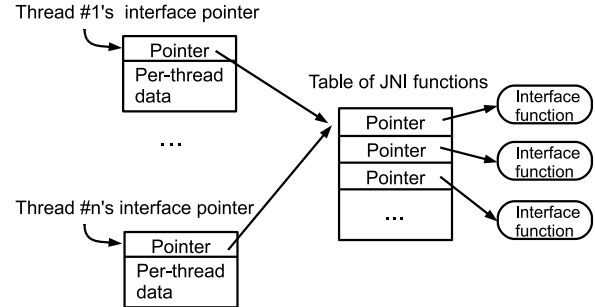 Thread #1's interface pointer
Pointer
Per-thread
data
...
Thread #n's interface pointer
Pointer
Per-thread
data
Table of JNI functions
Pointer
Pointer
Pointer
...
Interface
function
Interface
function
Interface
function